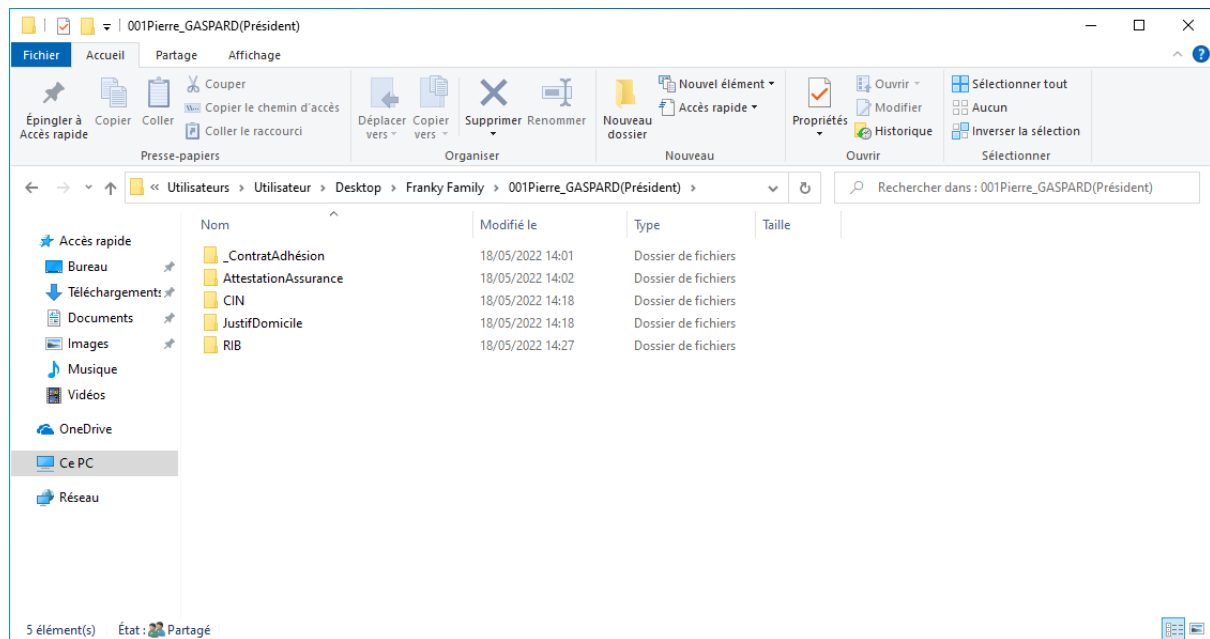 001Pierre_GASPARD(Président)
Fichier Accueil Partage Affichage
Épingler à Accès rapide
Copier
Coller
Couper
Copier le chemin d'accès
Coller le raccourci
Presse-papiers
Déplacer vers
Copier vers
Supprimer
Renommer
Organiser
Nouveau dossier
Nouvel élément
Accès rapide
Nouveau
Propriétés
Ouvrir
Modifier
Historique
Ouvrir
Sélectionner tout
Aucun
Inverser la sélection
Sélectionner
« Utilisateurs > Utilisateur > Desktop > Franky Family > 001Pierre_GASPARD(Président) >
Rechercher dans : 001Pierre_GASPARD(Président)
Accès rapide
Bureau
Téléchargements
Documents
Images
Musique
Vidéos
OneDrive
Ce PC
Réseau
Nom Modifié le Type Taille
_ContratAdhésion 18/05/2022 14:01 Dossier de fichiers
AttestationAssurance 18/05/2022 14:02 Dossier de fichiers
CIN 18/05/2022 14:18 Dossier de fichiers
JustifDomicile 18/05/2022 14:18 Dossier de fichiers
RIB 18/05/2022 14:27 Dossier de fichiers
5 élément(s) État : Partagé